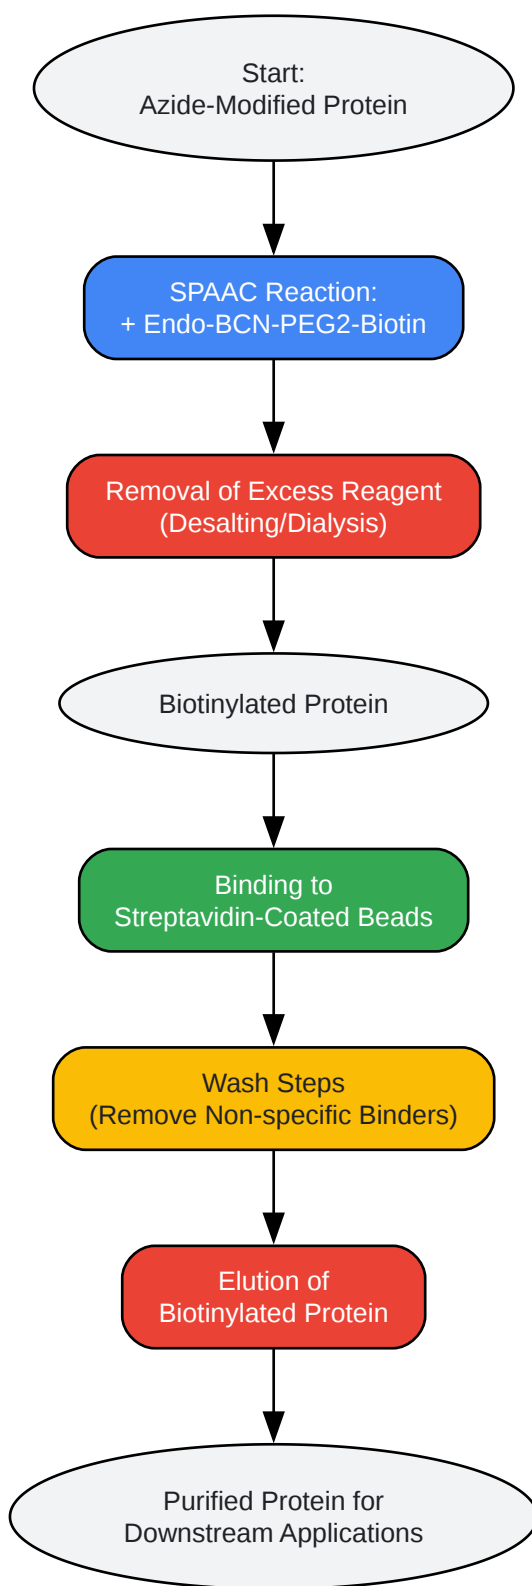 Start:
Azide-Modified Protein
SPAAC Reaction:
+ Endo-BCN-PEG2-Biotin
Removal of Excess Reagent
(Desalting/Dialysis)
Biotinylated Protein
Binding to
Streptavidin-Coated Beads
Wash Steps
(Remove Non-specific Binders)
Elution of
Biotinylated Protein
Purified Protein for
Downstream Applications